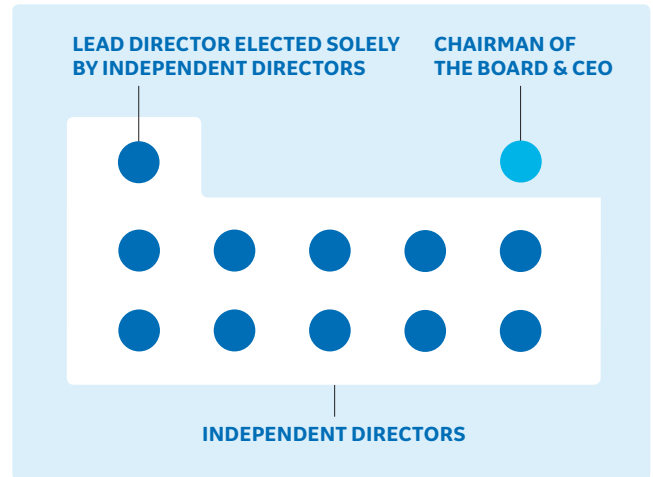 LEAD DIRECTOR ELECTED SOLELY
BY INDEPENDENT DIRECTORS
CHAIRMAN OF
THE BOARD & CEO
INDEPENDENT DIRECTORS